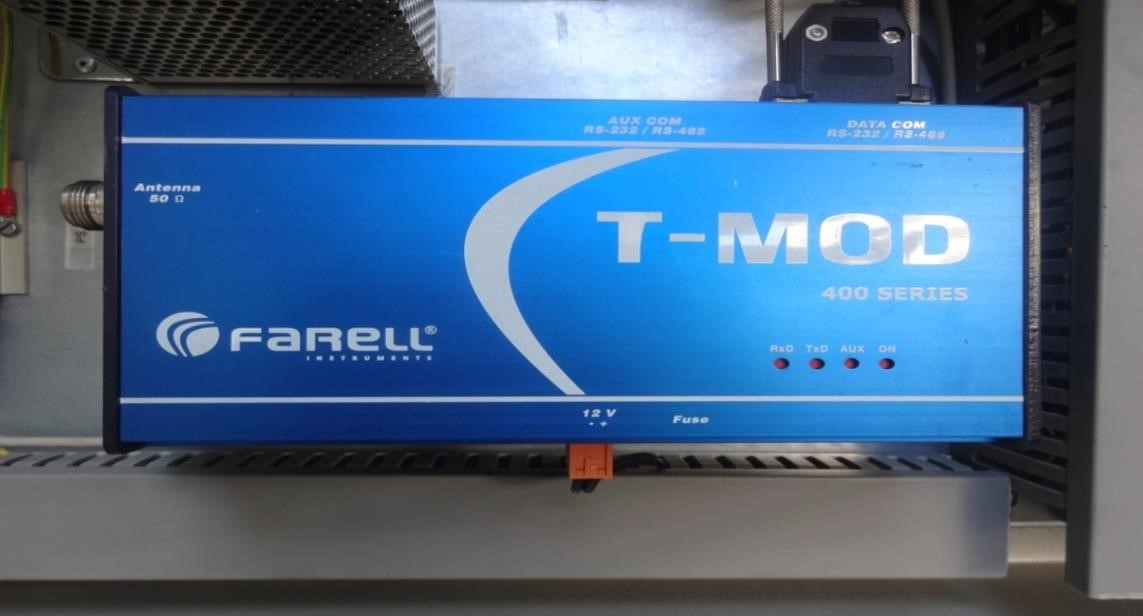 AUX COM
RS-232 / RS-485
DATA COM
RS-232 / RS-485
Antenna
50 Ω
T-MOD
400 SERIES
FARELL®
INSTRUMENTS
RxD TxD AUX ON
12 V
- +
Fuse
PS